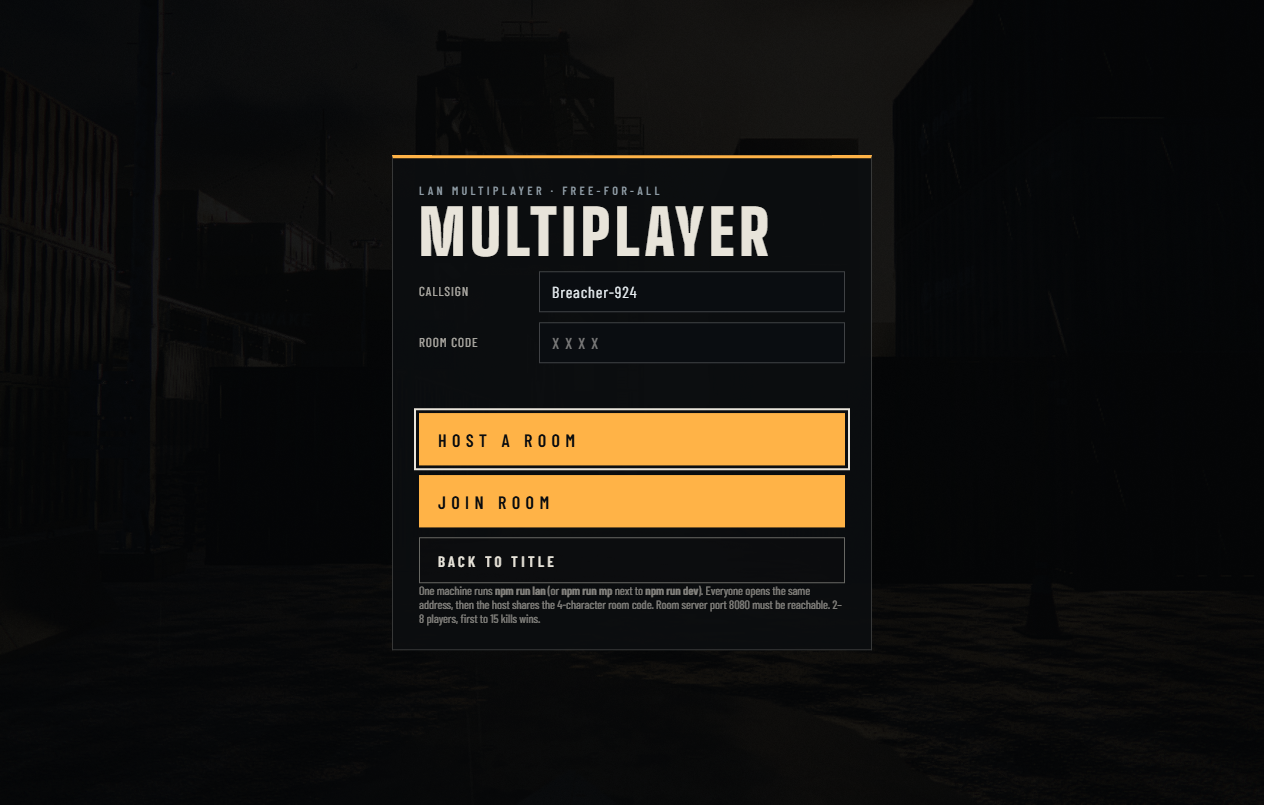 LAN MULTIPLAYER · FREE-FOR-ALL
MULTIPLAYER
CALLSIGN
Breacher-924
ROOM CODE
X X X X
HOST A ROOM
JOIN ROOM
BACK TO TITLE
One machine runs npm run lan (or npm run mp next to npm run dev). Everyone opens the same
address, then the host shares the 4-character room code. Room server port 8080 must be reachable. 2–
8 players, first to 15 kills wins.